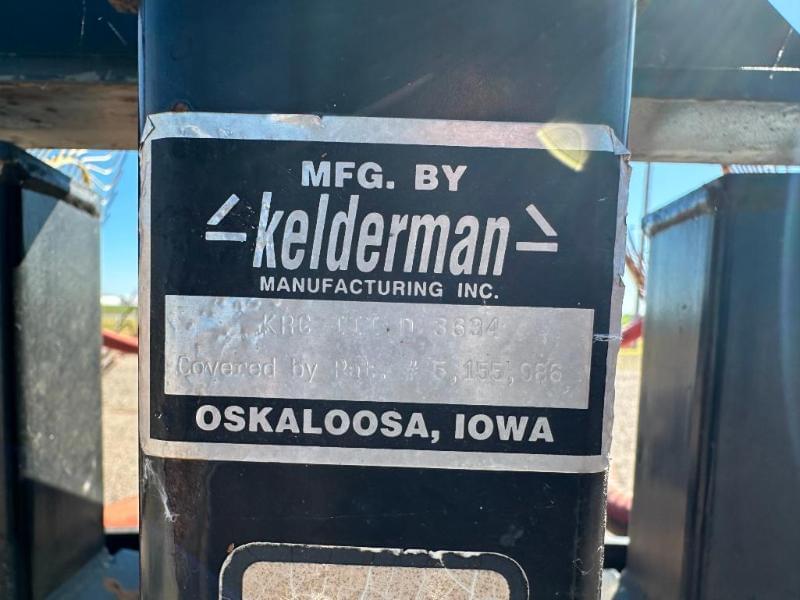 MFG. BY
kelderman
MANUFACTURING INC.
KRC D 3634
Covered by Pat. # 5,155,986
OSKALOOSA, IOWA